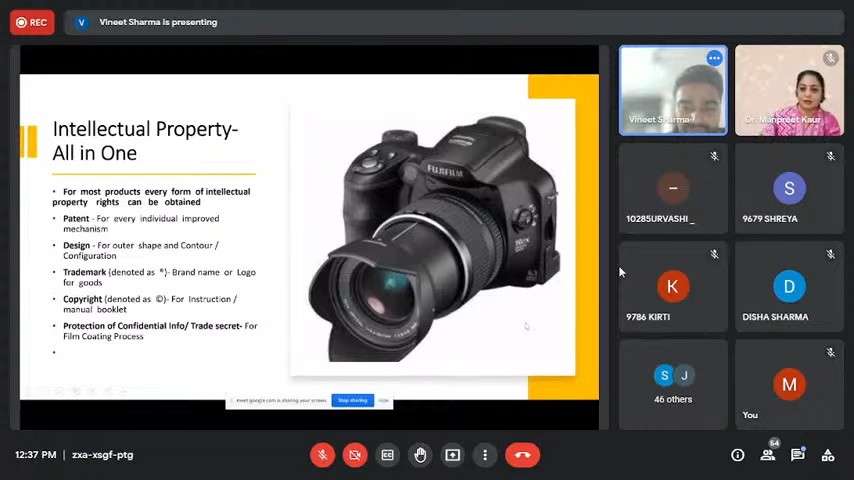 REC
V
Vineet Sharma is presenting
Intellectual Property-
All in One
• For most products every form of intellectual
property rights can be obtained
• Patent - For every individual improved
mechanism
• Design - For outer shape and Contour /
Configuration
• Trademark (denoted as ®)- Brand name or Logo
for goods
• Copyright (denoted as ©)- For Instruction /
manual booklet
• Protection of Confidential Info/ Trade secret- For
Film Coating Process
•
FUJIFILM
meet.google.com is sharing your screen.
Stop sharing
Hide
Vineet Sharma
Dr. Manpreet Kaur
10285URVASHI_
S
9679 SHREYA
K
9786 KIRTI
D
DISHA SHARMA
S
J
46 others
M
You
12:37 PM | zxa-xsgf-ptg
54